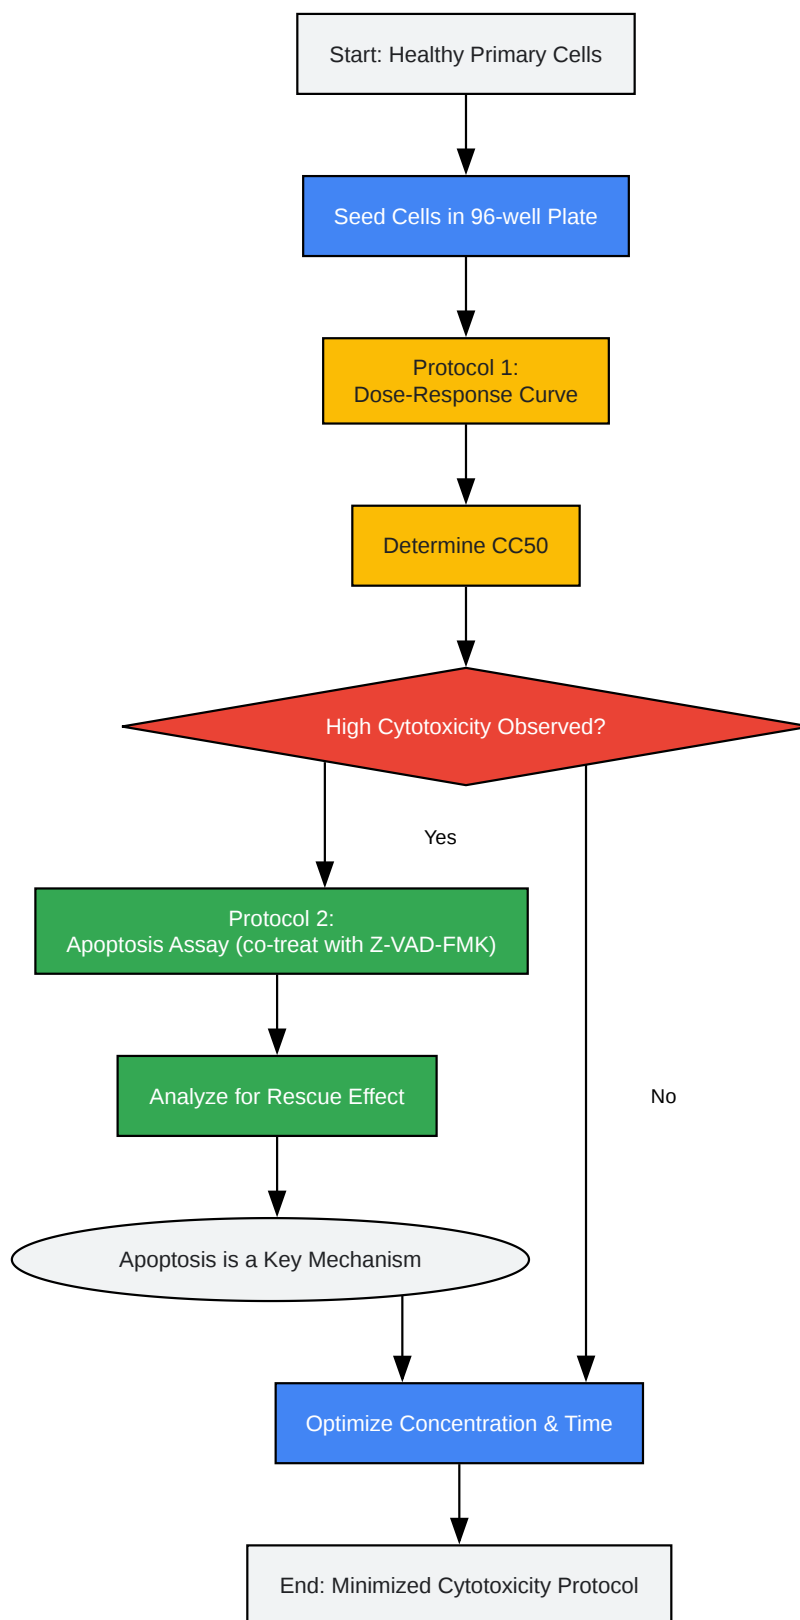 Start: Healthy Primary Cells
Seed Cells in 96-well Plate
Protocol 1:
Dose-Response Curve
Determine CC50
High Cytotoxicity Observed?
Yes
Protocol 2:
Apoptosis Assay (co-treat with Z-VAD-FMK)
Analyze for Rescue Effect
No
Apoptosis is a Key Mechanism
Optimize Concentration & Time
End: Minimized Cytotoxicity Protocol